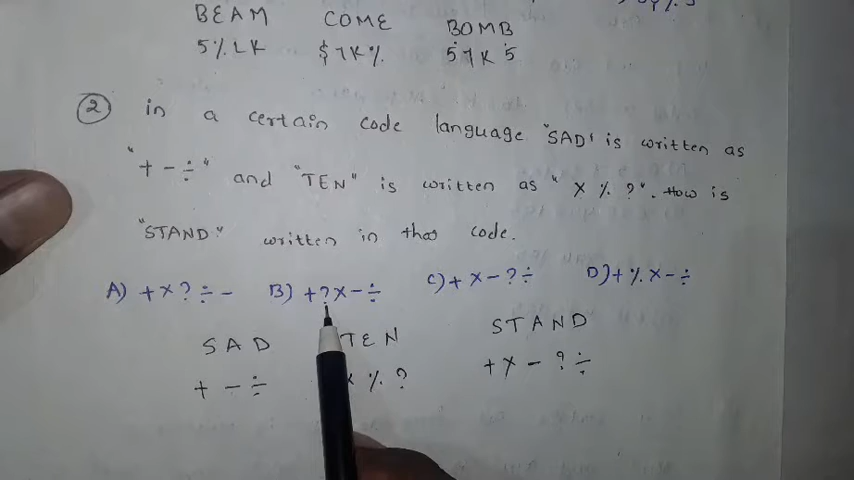 BEAM COME BOMB
5%LK $7K% 57K5
② in a certain code language "SAD" is written as
"+ - ÷" and "TEN" is written as "× % ?". How is
"STAND" written in that code.
A) +×?÷- B) +?×-÷ C) +×-?÷ D) +%×-÷
SAD TEN STAND
+ - ÷ % ? +×-?÷